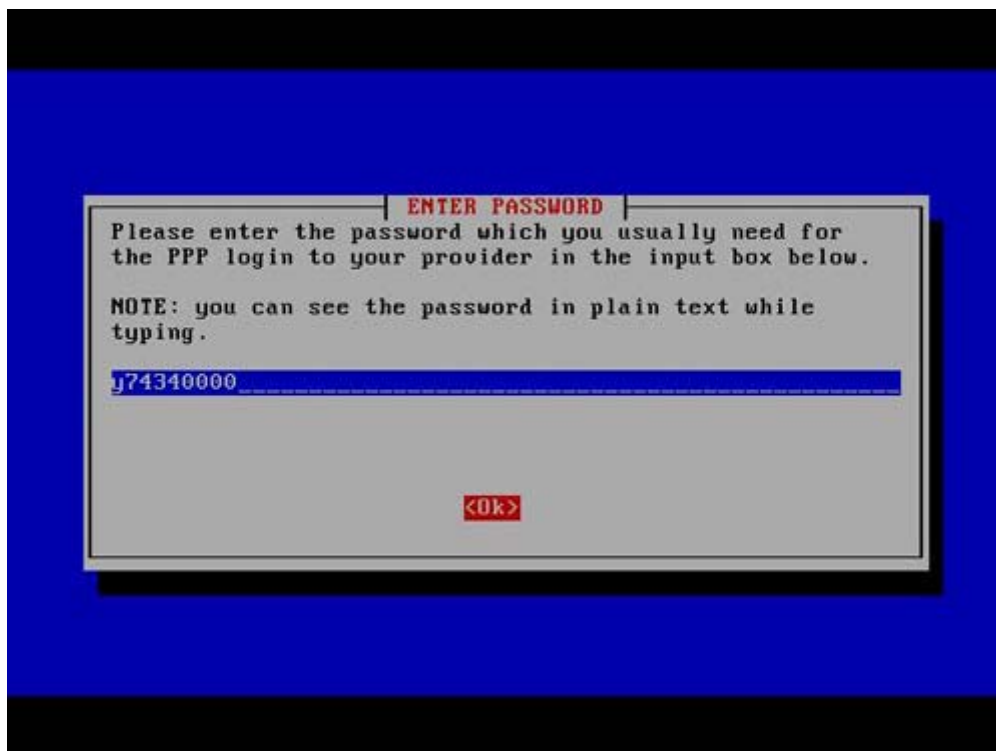 ENTER PASSWORD
Please enter the password which you usually need for
the PPP login to your provider in the input box below.
NOTE: you can see the password in plain text while
typing.
y74340000
<Ok>